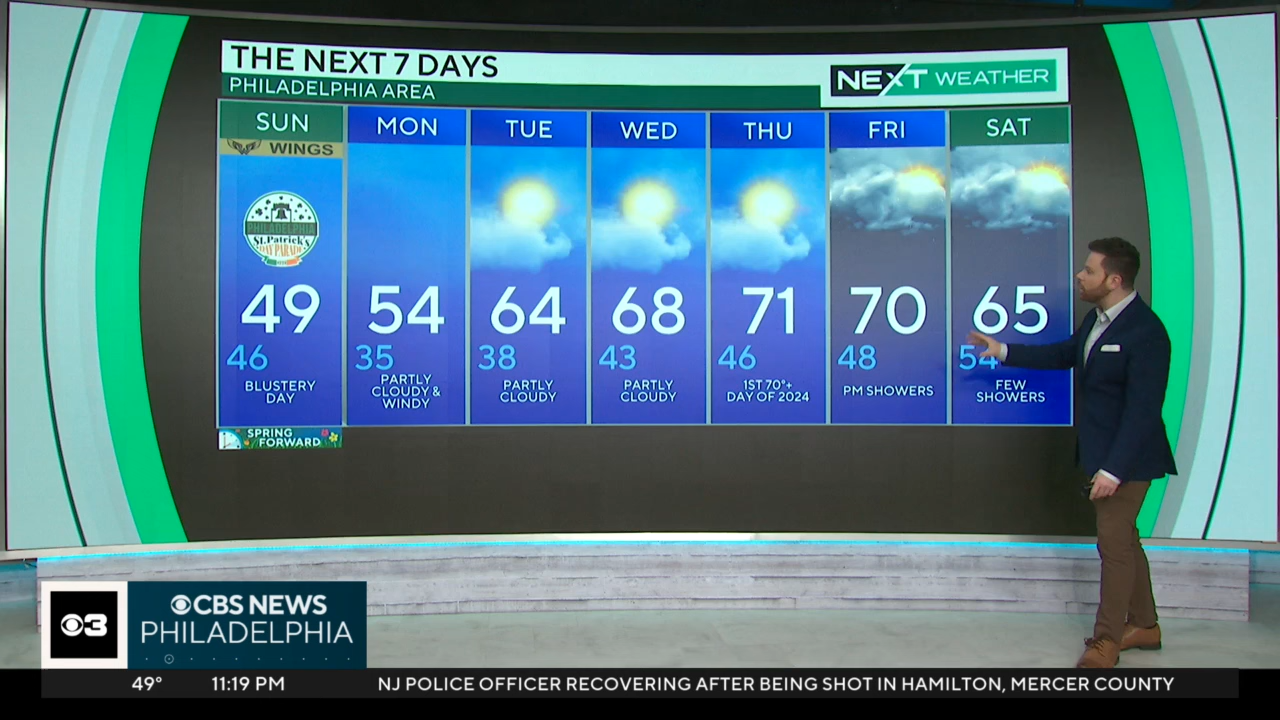 THE NEXT 7 DAYS
PHILADELPHIA AREA
NEXT WEATHER
SUN
MON
TUE
WED
THU
FRI
SAT
WINGS
PHILADELPHIA
St. Patrick's
DAY PARADE
49
54
64
68
71
70
65
46
35
38
43
46
48
54
BLUSTERY
DAY
PARTLY
CLOUDY &
WINDY
PARTLY
CLOUDY
PARTLY
CLOUDY
1ST 70°+
DAY OF 2024
PM SHOWERS
FEW
SHOWERS
SPRING
FORWARD
3
CBS NEWS
PHILADELPHIA
49°
11:19 PM
NJ POLICE OFFICER RECOVERING AFTER BEING SHOT IN HAMILTON, MERCER COUNTY